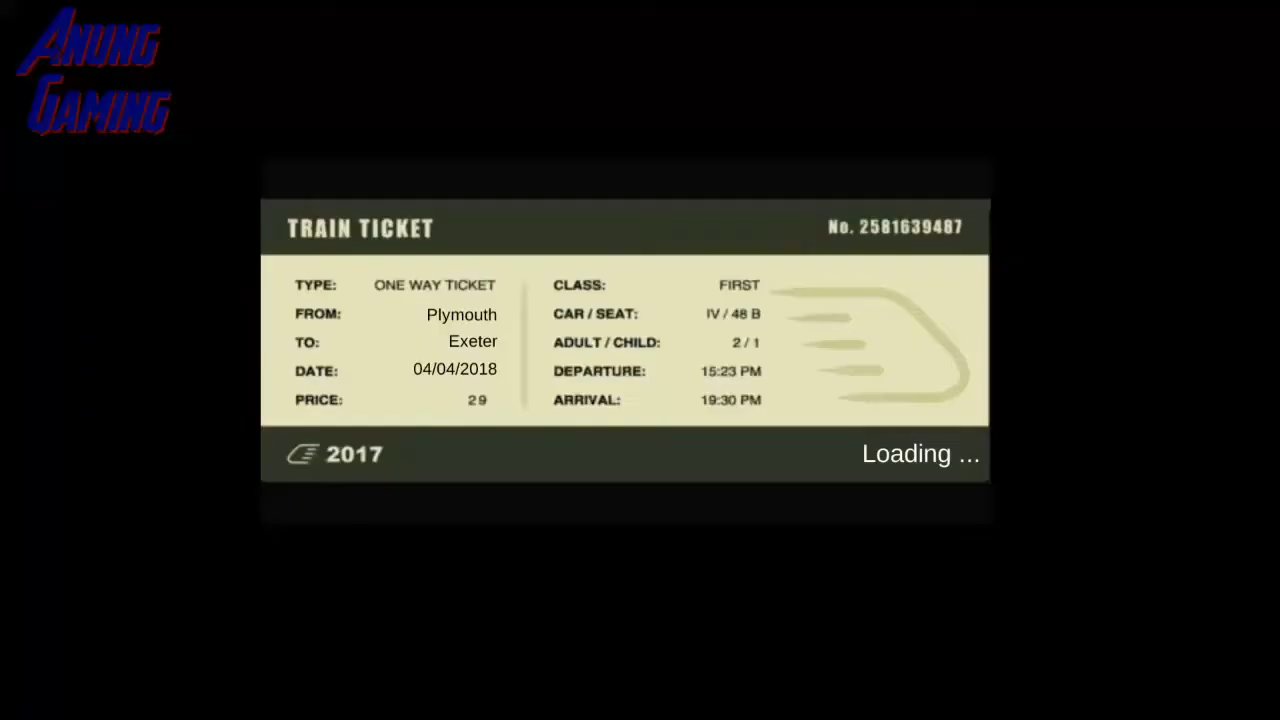 ANUNG
GAMING
TRAIN TICKET No. 2581639487
TYPE: ONE WAY TICKET CLASS: FIRST
FROM: Plymouth CAR / SEAT: IV / 48 B
TO: Exeter ADULT / CHILD: 2 / 1
DATE: 04/04/2018 DEPARTURE: 15:23 PM
PRICE: 29 ARRIVAL: 19:30 PM
2017 Loading ...